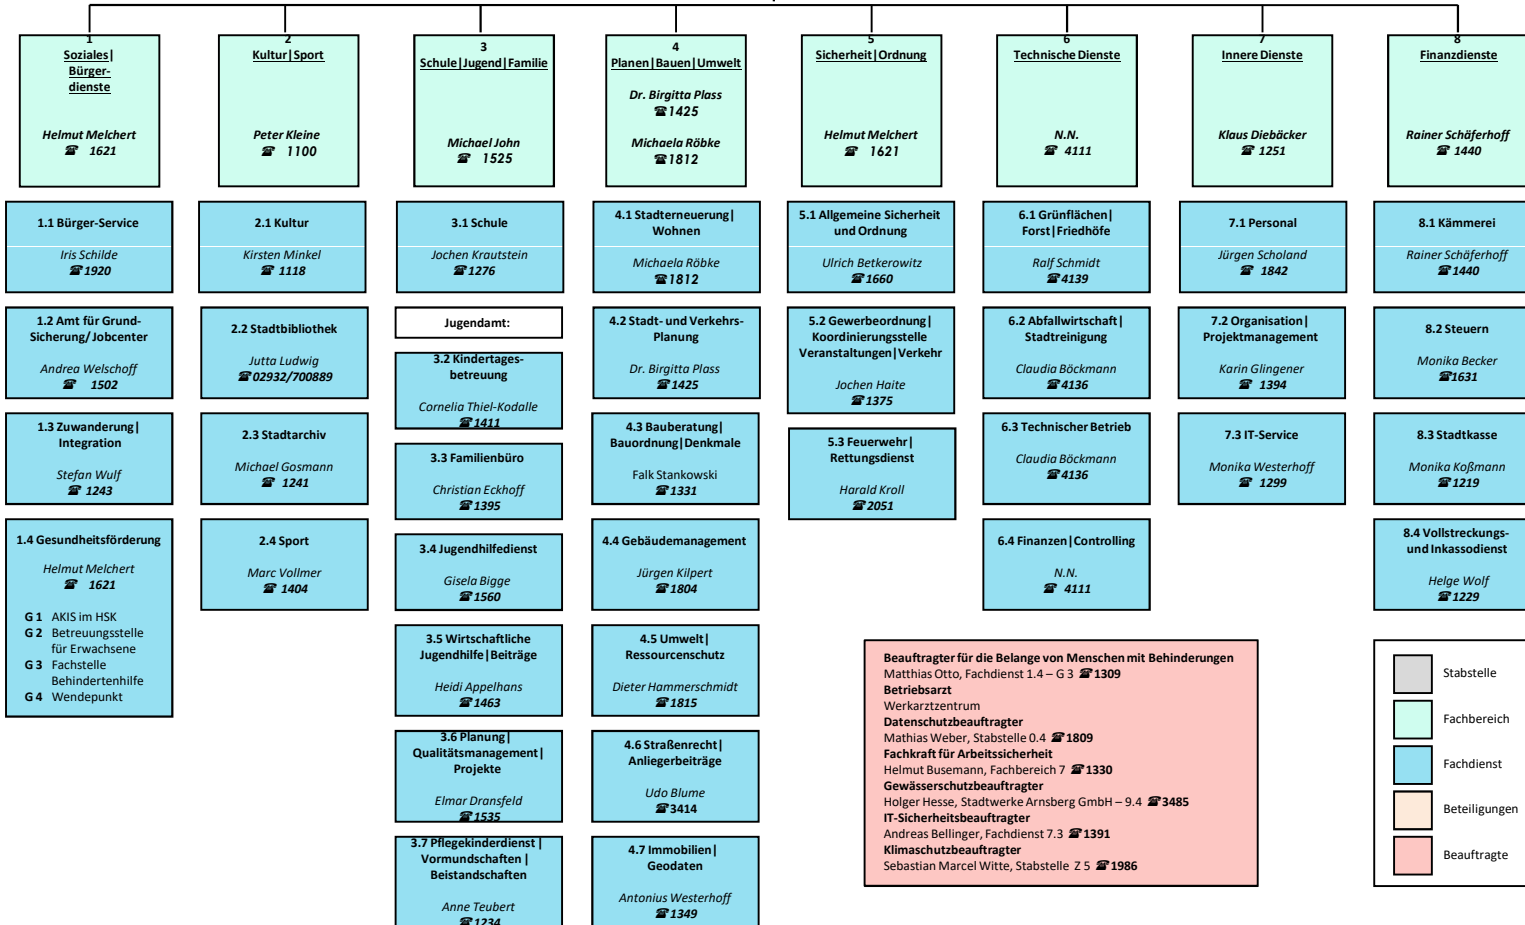 1
Soziales|
Bürger-
dienste
Helmut Melchert
☎ 1621
2
Kultur|Sport
Peter Kleine
☎ 1100
3
Schule|Jugend|Familie
Michael John
☎ 1525
4
Planen|Bauen|Umwelt
Dr. Birgitta Plass
☎1425
Michaela Röbke
☎1812
5
Sicherheit|Ordnung
Helmut Melchert
☎ 1621
6
Technische Dienste
N.N.
☎ 4111
7
Innere Dienste
Klaus Diebäcker
☎ 1251
8
Finanzdienste
Rainer Schäferhoff
☎ 1440
1.1 Bürger-Service
Iris Schilde
☎1920
1.2 Amt für Grund-
Sicherung/Jobcenter
Andrea Welschoff
☎ 1502
1.3 Zuwanderung|
Integration
Stefan Wulf
☎ 1243
1.4 Gesundheitsförderung
Helmut Melchert
☎ 1621
G 1 AKIS im HSK
G 2 Betreuungsstelle
für Erwachsene
G 3 Fachstelle
Behindertenhilfe
G 4 Wendepunkt
2.1 Kultur
Kirsten Minkel
☎ 1118
2.2 Stadtbibliothek
Jutta Ludwig
☎02932/700889
2.3 Stadtarchiv
Michael Gosmann
☎ 1241
2.4 Sport
Marc Vollmer
☎ 1404
3.1 Schule
Jochen Krautstein
☎1276
Jugendamt:
3.2 Kindertages-
betreuung
Cornelia Thiel-Kodalle
☎1411
3.3 Familienbüro
Christian Eckhoff
☎1395
3.4 Jugendhilfedienst
Gisela Bigge
☎1560
3.5 Wirtschaftliche
Jugendhilfe|Beiträge
Heidi Appelhans
☎1463
3.6 Planung|
Qualitätsmanagement|
Projekte
Elmar Dransfeld
☎1535
3.7 Pflegekinderdienst |
Vormundschaften |
Beistandschaften
Anne Teubert
☎1234
4.1 Stadterneuerung|
Wohnen
Michaela Röbke
☎1812
4.2 Stadt- und Verkehrs-
Planung
Dr. Birgitta Plass
☎1425
4.3 Bauberatung|
Bauordnung|Denkmale
Falk Stankowski
☎1331
4.4 Gebäudemanagement
Jürgen Kilpert
☎1804
4.5 Umwelt|
Ressourcenschutz
Dieter Hammerschmidt
☎1815
4.6 Straßenrecht|
Anliegerbeiträge
Udo Blume
☎3414
4.7 Immobilien|
Geodaten
Antonius Westerhoff
☎1349
5.1 Allgemeine Sicherheit
und Ordnung
Ulrich Betkerowitz
☎1660
5.2 Gewerbeordnung|
Koordinierungsstelle
Veranstaltungen|Verkehr
Jochen Haite
☎1375
5.3 Feuerwehr|
Rettungsdienst
Harald Kroll
☎2051
6.1 Grünflächen|
Forst|Friedhöfe
Ralf Schmidt
☎4139
6.2 Abfallwirtschaft|
Stadtreinigung
Claudia Böckmann
☎4136
6.3 Technischer Betrieb
Claudia Böckmann
☎4136
6.4 Finanzen|Controlling
N.N.
☎ 4111
7.1 Personal
Jürgen Scholand
☎ 1842
7.2 Organisation|
Projektmanagement
Karin Glingener
☎ 1394
7.3 IT-Service
Monika Westerhoff
☎ 1299
8.1 Kämmerei
Rainer Schäferhoff
☎1440
8.2 Steuern
Monika Becker
☎1631
8.3 Stadtkasse
Monika Koßmann
☎1219
8.4 Vollstreckungs-
und Inkassodienst
Helge Wolf
☎1229
Beauftragter für die Belange von Menschen mit Behinderungen
Matthias Otto, Fachdienst 1.4 – G 3 ☎1309
Betriebsarzt
Werkarztzentrum
Datenschutzbeauftragter
Mathias Weber, Stabstelle 0.4 ☎1809
Fachkraft für Arbeitssicherheit
Helmut Busemann, Fachbereich 7 ☎1330
Gewässerschutzbeauftragter
Holger Hesse, Stadtwerke Arnsberg GmbH – 9.4 ☎3485
IT-Sicherheitsbeauftragter
Andreas Bellinger, Fachdienst 7.3 ☎1391
Klimaschutzbeauftragter
Sebastian Marcel Witte, Stabstelle Z 5 ☎1986
Stabstelle
Fachbereich
Fachdienst
Beteiligungen
Beauftragte